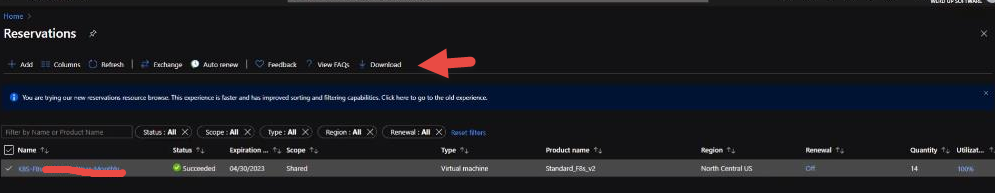 WORD UP SOFTWARE.
Home >
Reservations
+ Add Columns Refresh Exchange Auto renew Feedback ? View FAQs Download
You are trying our new reservations resource browse. This experience is faster and has improved sorting and filtering capabilities. Click here to go to the old experience.
Filter by Name or Product Name Status : All Scope : All Type : All Region : All Renewal : All Reset filters
Name Status Expiration ... Scope Type Product name Region Renewal Quantity Utilizat...
Succeeded 04/30/2023 Shared Virtual machine Standard_F8s_v2 North Central US Off 14 100%